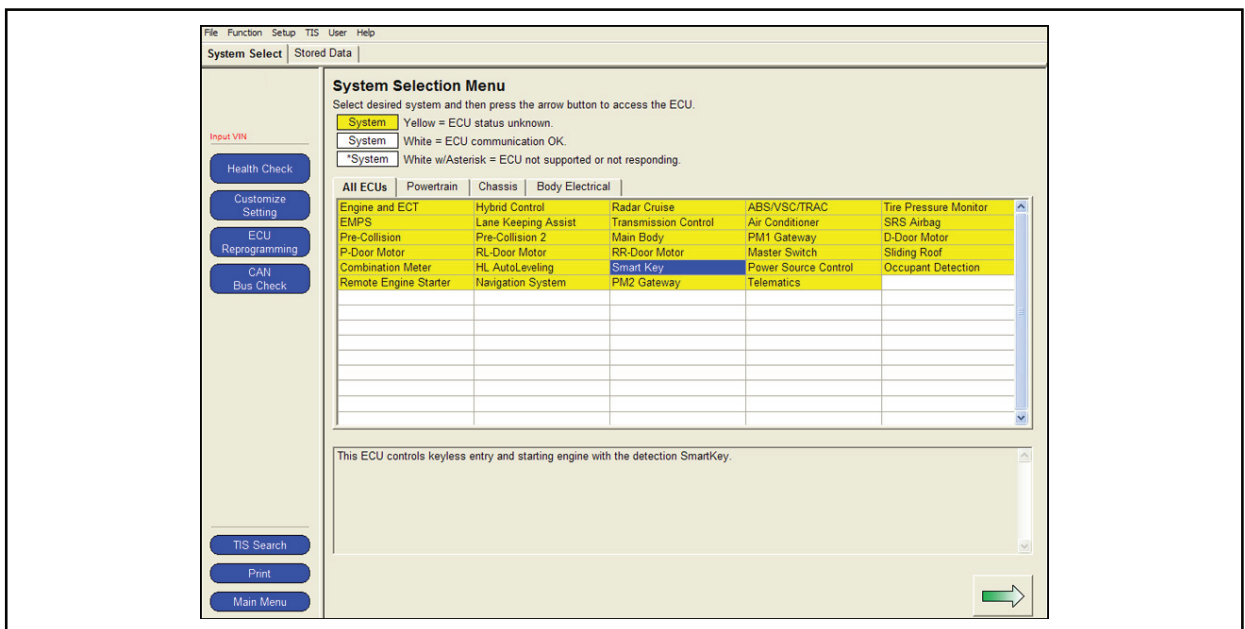 File Function Setup TIS User Help
System Select Stored Data
Input VIN
Health Check
Customize
Setting
ECU
Reprogramming
CAN
Bus Check
TIS Search
Print
Main Menu
System Selection Menu
Select desired system and then press the arrow button to access the ECU.
System Yellow = ECU status unknown.
System White = ECU communication OK.
*System White w/Asterisk = ECU not supported or not responding.
All ECUs Powertrain Chassis Body Electrical
Engine and ECT Hybrid Control Radar Cruise ABS/VSC/TRAC Tire Pressure Monitor
EMPS Lane Keeping Assist Transmission Control Air Conditioner SRS Airbag
Pre-Collision Pre-Collision 2 Main Body PM1 Gateway D-Door Motor
P-Door Motor RL-Door Motor RR-Door Motor Master Switch Sliding Roof
Combination Meter HL AutoLeveling Smart Key Power Source Control Occupant Detection
Remote Engine Starter Navigation System PM2 Gateway Telematics
This ECU controls keyless entry and starting engine with the detection SmartKey.